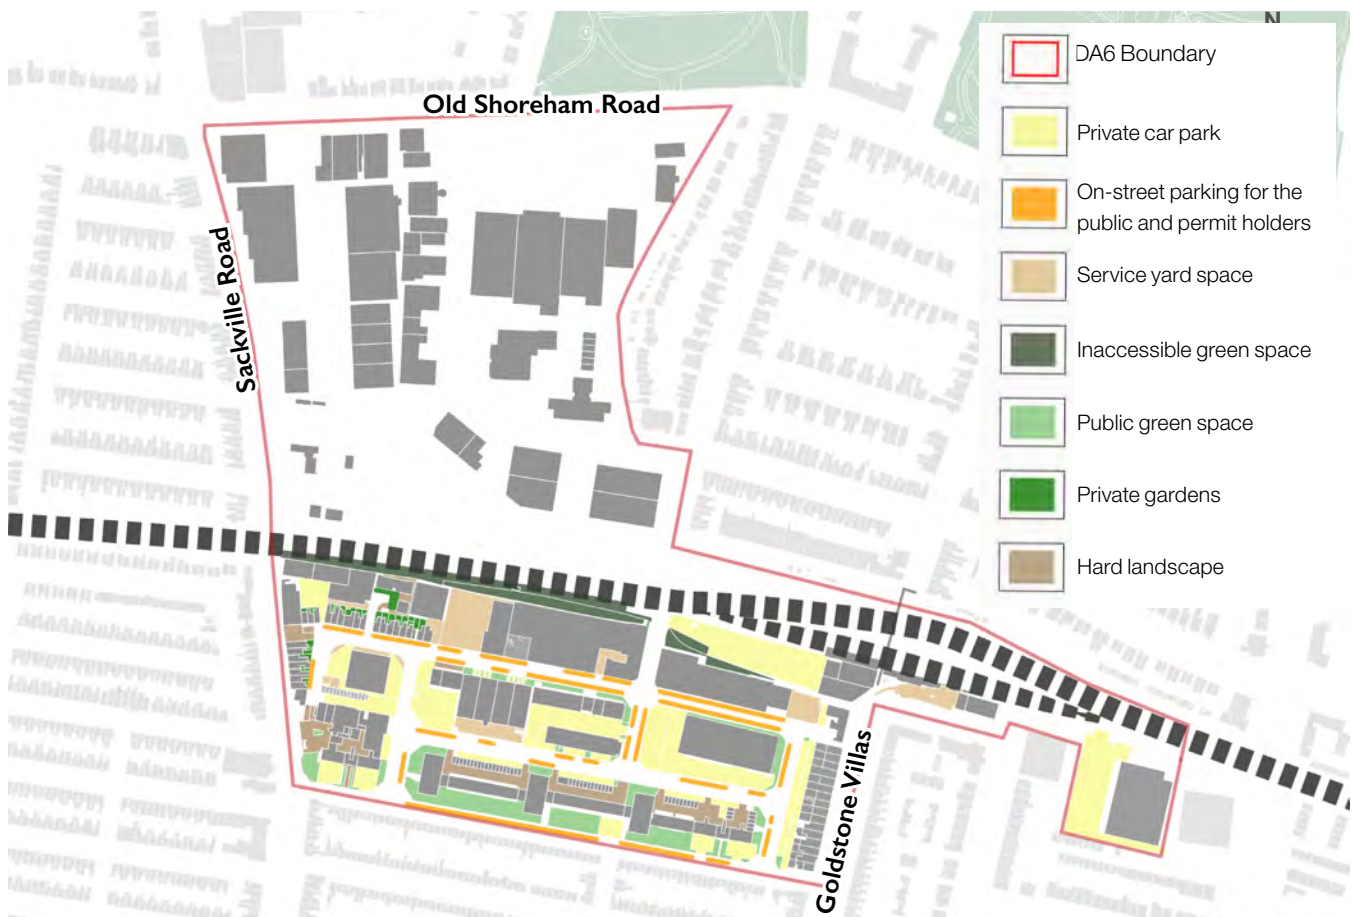 N
Old Shoreham Road
Sackville Road
Goldstone Villas
DA6 Boundary
Private car park
On-street parking for the
public and permit holders
Service yard space
Inaccessible green space
Public green space
Private gardens
Hard landscape